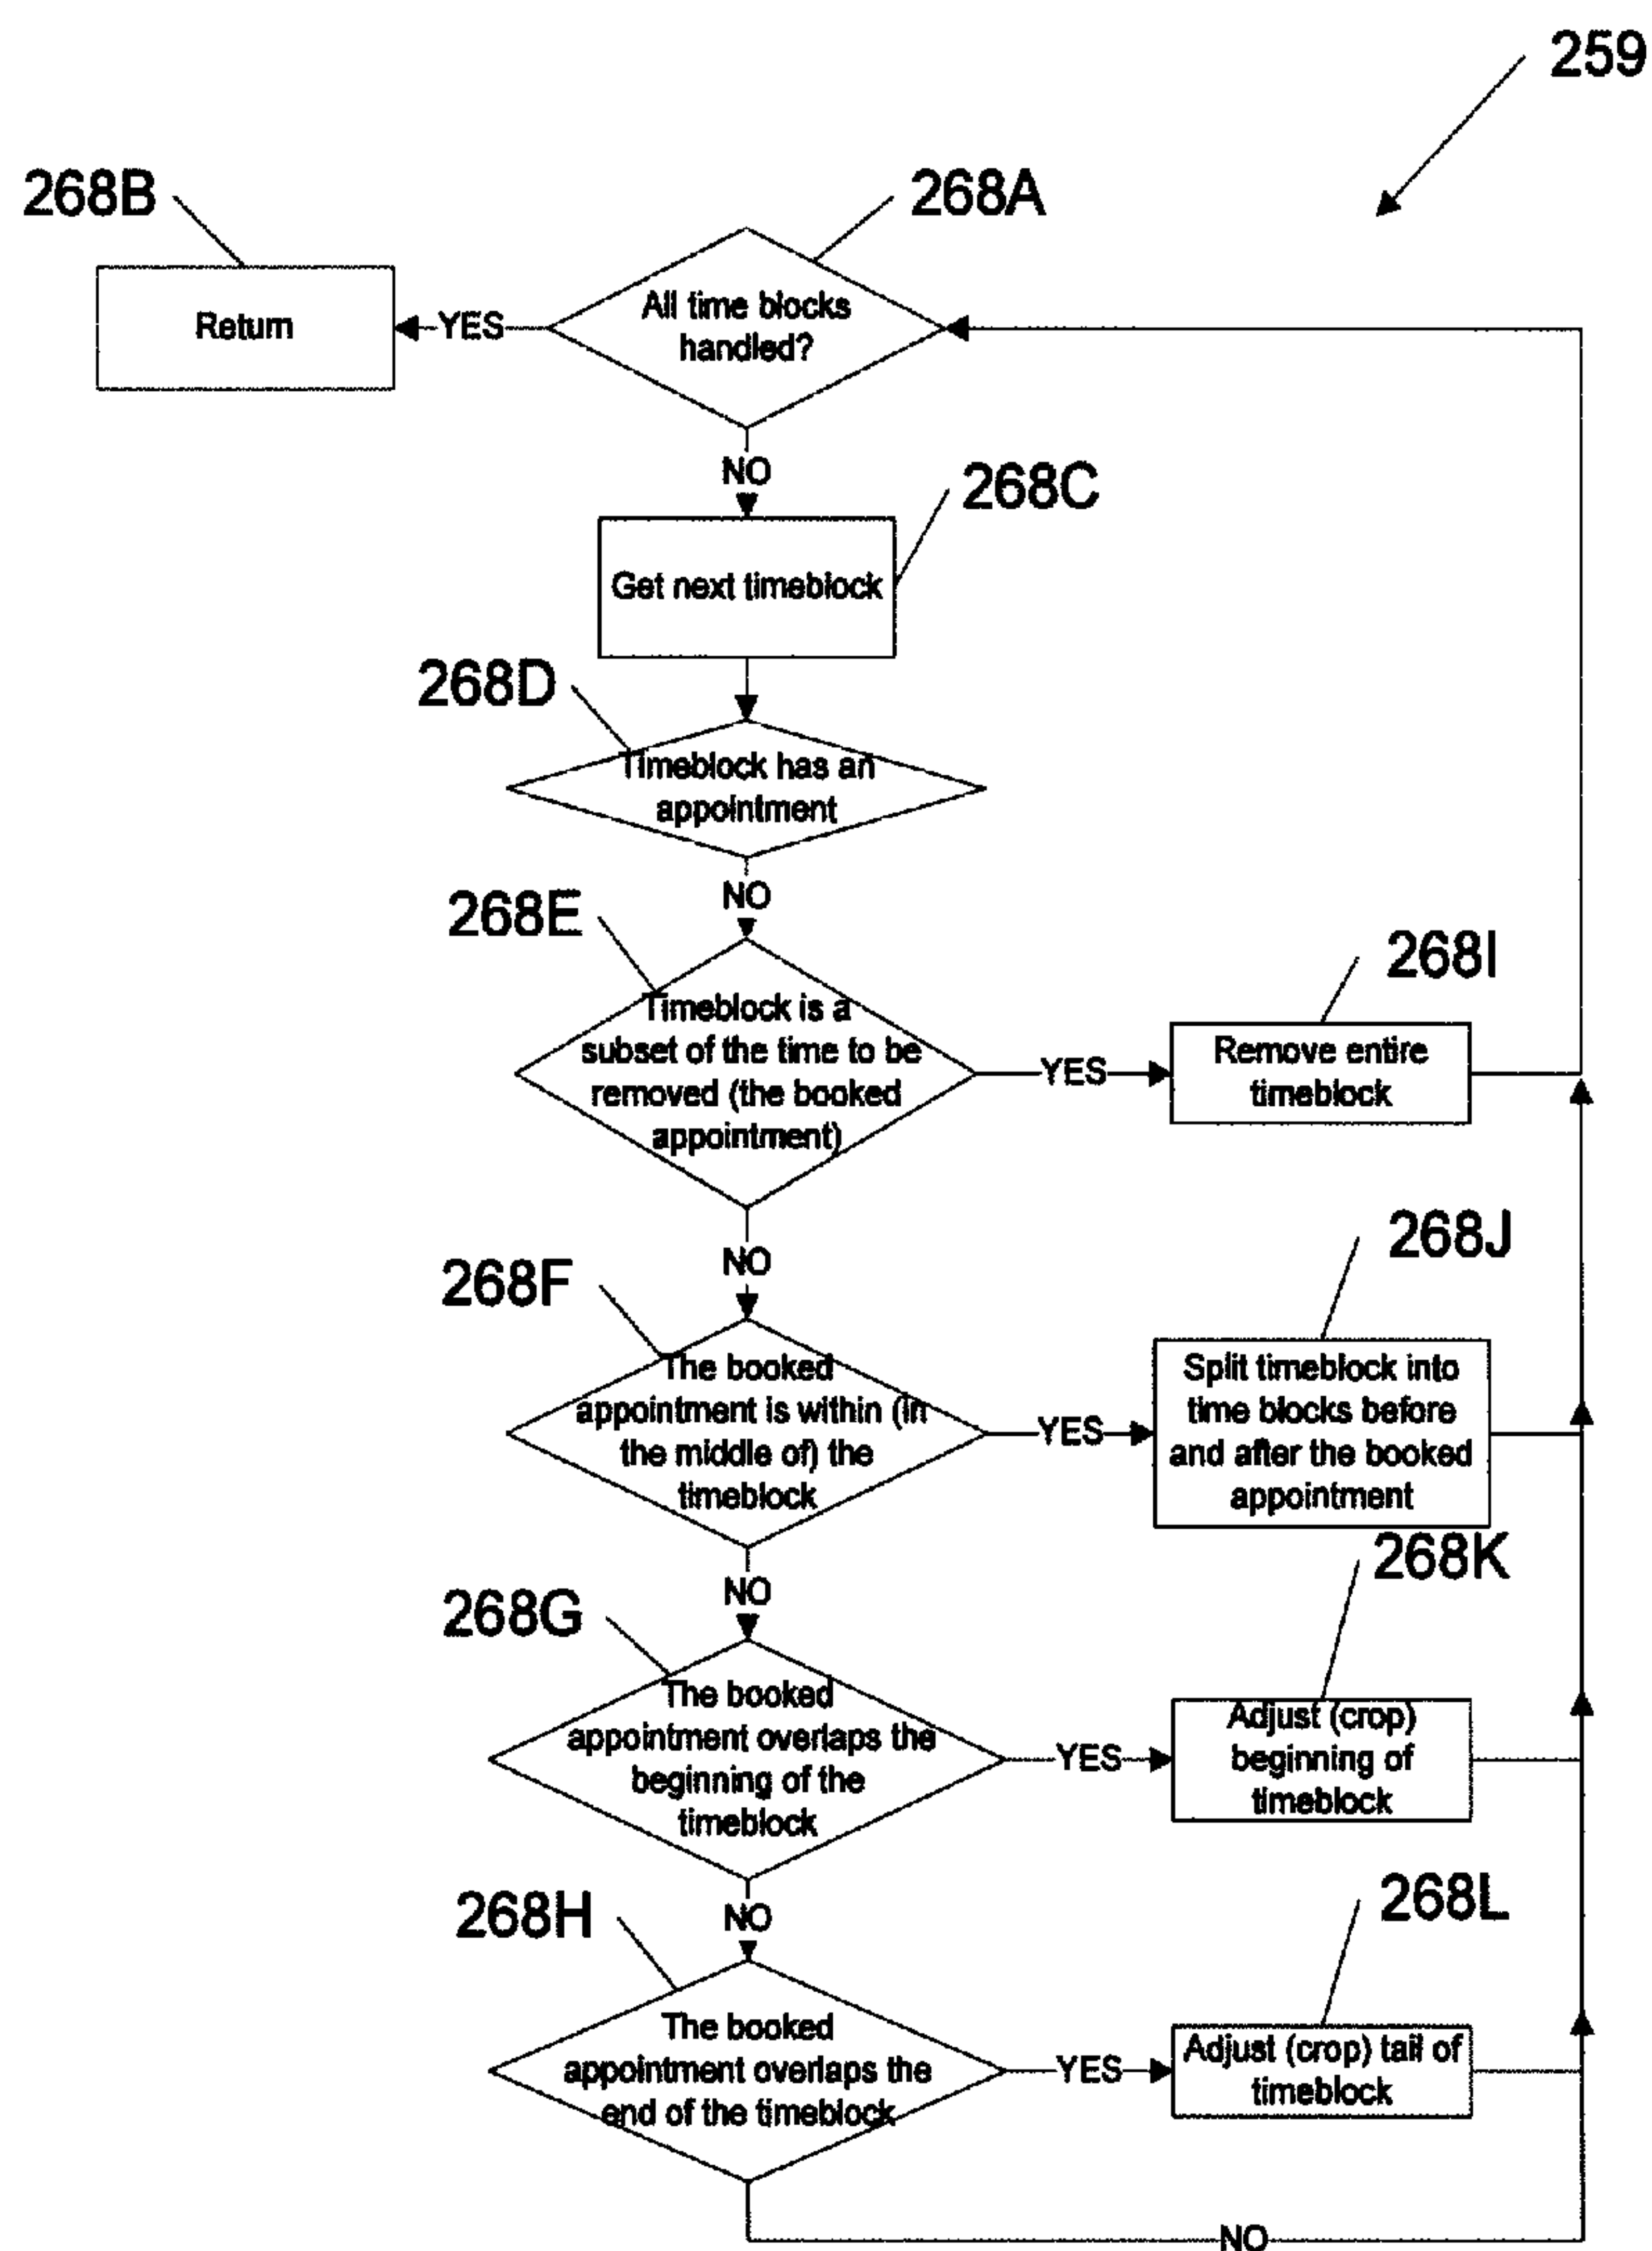 259
268B
268A
Return
YES
All time blocks
handled?
NO
268C
Get next timeblock
268D
Timeblock has an
appointment
NO
268E
Timeblock is a
subset of the time to be
removed (the booked
appointment)
YES
268I
Remove entire
timeblock
NO
268F
The booked
appointment is within (in
the middle of) the
timeblock
YES
268J
Split timeblock into
time blocks before
and after the booked
appointment
NO
268G
The booked
appointment overlaps the
beginning of the
timeblock
YES
268K
Adjust (crop)
beginning of
timeblock
NO
268H
The booked
appointment overlaps the
end of the timeblock
YES
268L
Adjust (crop) tail of
timeblock
NO